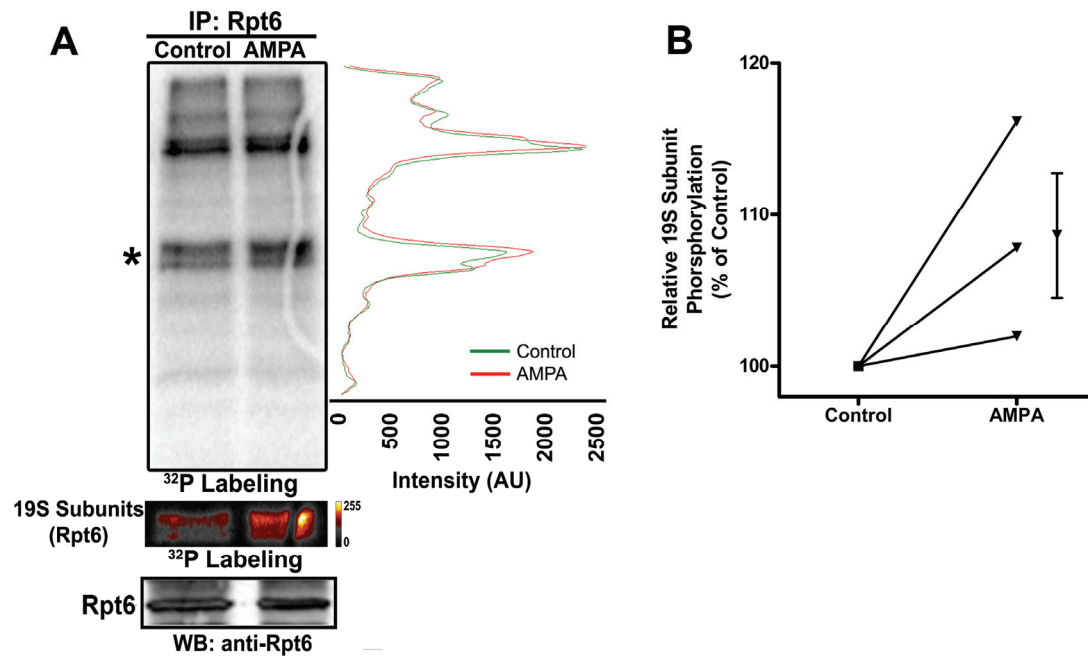 A
IP: Rpt6
Control AMPA
*
Control
AMPA
0 500 1000 1500 2000 2500
Intensity (AU)
32P Labeling
19S Subunits
(Rpt6)
255
0
32P Labeling
Rpt6
WB: anti-Rpt6
B
Relative 19S Subunit
Phorsphorylation
(% of Control)
120
110
100
Control AMPA